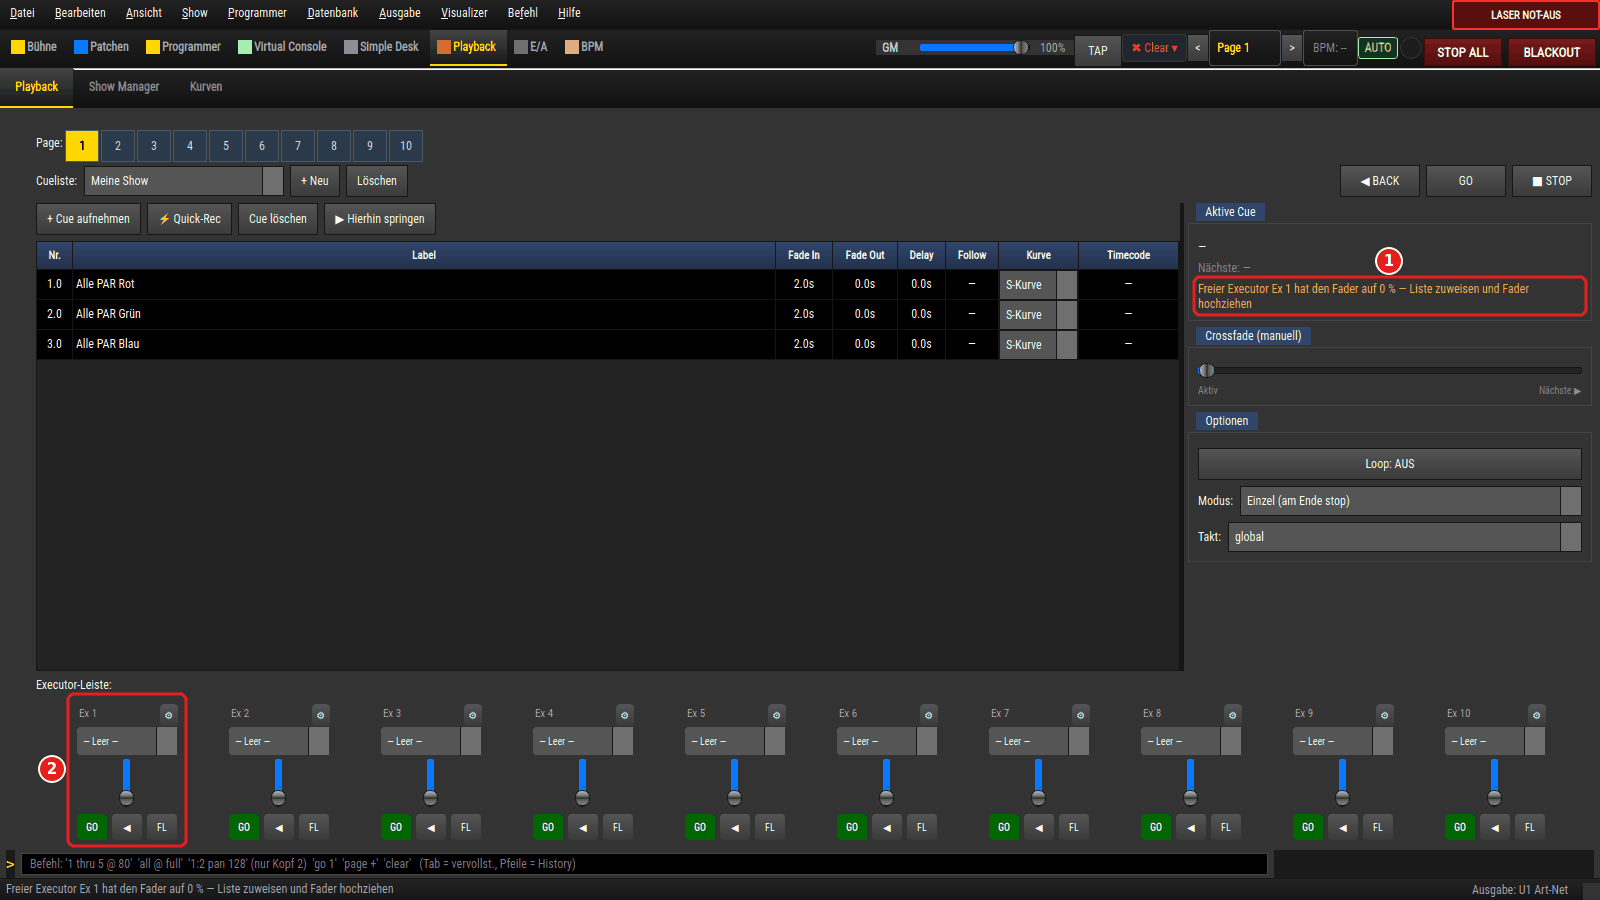 Datei Bearbeiten Ansicht Show Programmer Datenbank Ausgabe Visualizer Befehl Hilfe
LASER NOT-AUS
Bühne Patchen Programmer Virtual Console Simple Desk Playback E/A BPM
GM 100% TAP ✖ Clear ▾ < Page 1 > BPM: – AUTO STOP ALL BLACKOUT
Playback Show Manager Kurven
Page: 1 2 3 4 5 6 7 8 9 10
Cueliste: Meine Show + Neu Löschen ◀ BACK GO ■ STOP
+ Cue aufnehmen ⚡ Quick-Rec Cue löschen ▶ Hierhin springen
Nr. Label Fade In Fade Out Delay Follow Kurve Timecode
1.0 Alle PAR Rot 2.0s 0.0s 0.0s – S-Kurve –
2.0 Alle PAR Grün 2.0s 0.0s 0.0s – S-Kurve –
3.0 Alle PAR Blau 2.0s 0.0s 0.0s – S-Kurve –
Aktive Cue
–
Nächste: –
1
Freier Executor Ex 1 hat den Fader auf 0 % – Liste zuweisen und Fader
hochziehen
Crossfade (manuell)
Aktiv Nächste ▶
Optionen
Loop: AUS
Modus: Einzel (am Ende stop)
Takt: global
Executor-Leiste:
Ex 1 ⚙ Ex 2 ⚙ Ex 3 ⚙ Ex 4 ⚙ Ex 5 ⚙ Ex 6 ⚙ Ex 7 ⚙ Ex 8 ⚙ Ex 9 ⚙ Ex 10 ⚙
– Leer – – Leer – – Leer – – Leer – – Leer – – Leer – – Leer – – Leer – – Leer – – Leer –
2
GO ◀ FL GO ◀ FL GO ◀ FL GO ◀ FL GO ◀ FL GO ◀ FL GO ◀ FL GO ◀ FL GO ◀ FL GO ◀ FL
> Befehl: '1 thru 5 @ 80' 'all @ full' '1:2 pan 128' (nur Kopf 2) 'go 1' 'page +' 'clear' (Tab = vervollst., Pfeile = History)
Freier Executor Ex 1 hat den Fader auf 0 % – Liste zuweisen und Fader hochziehen Ausgabe: U1 Art-Net